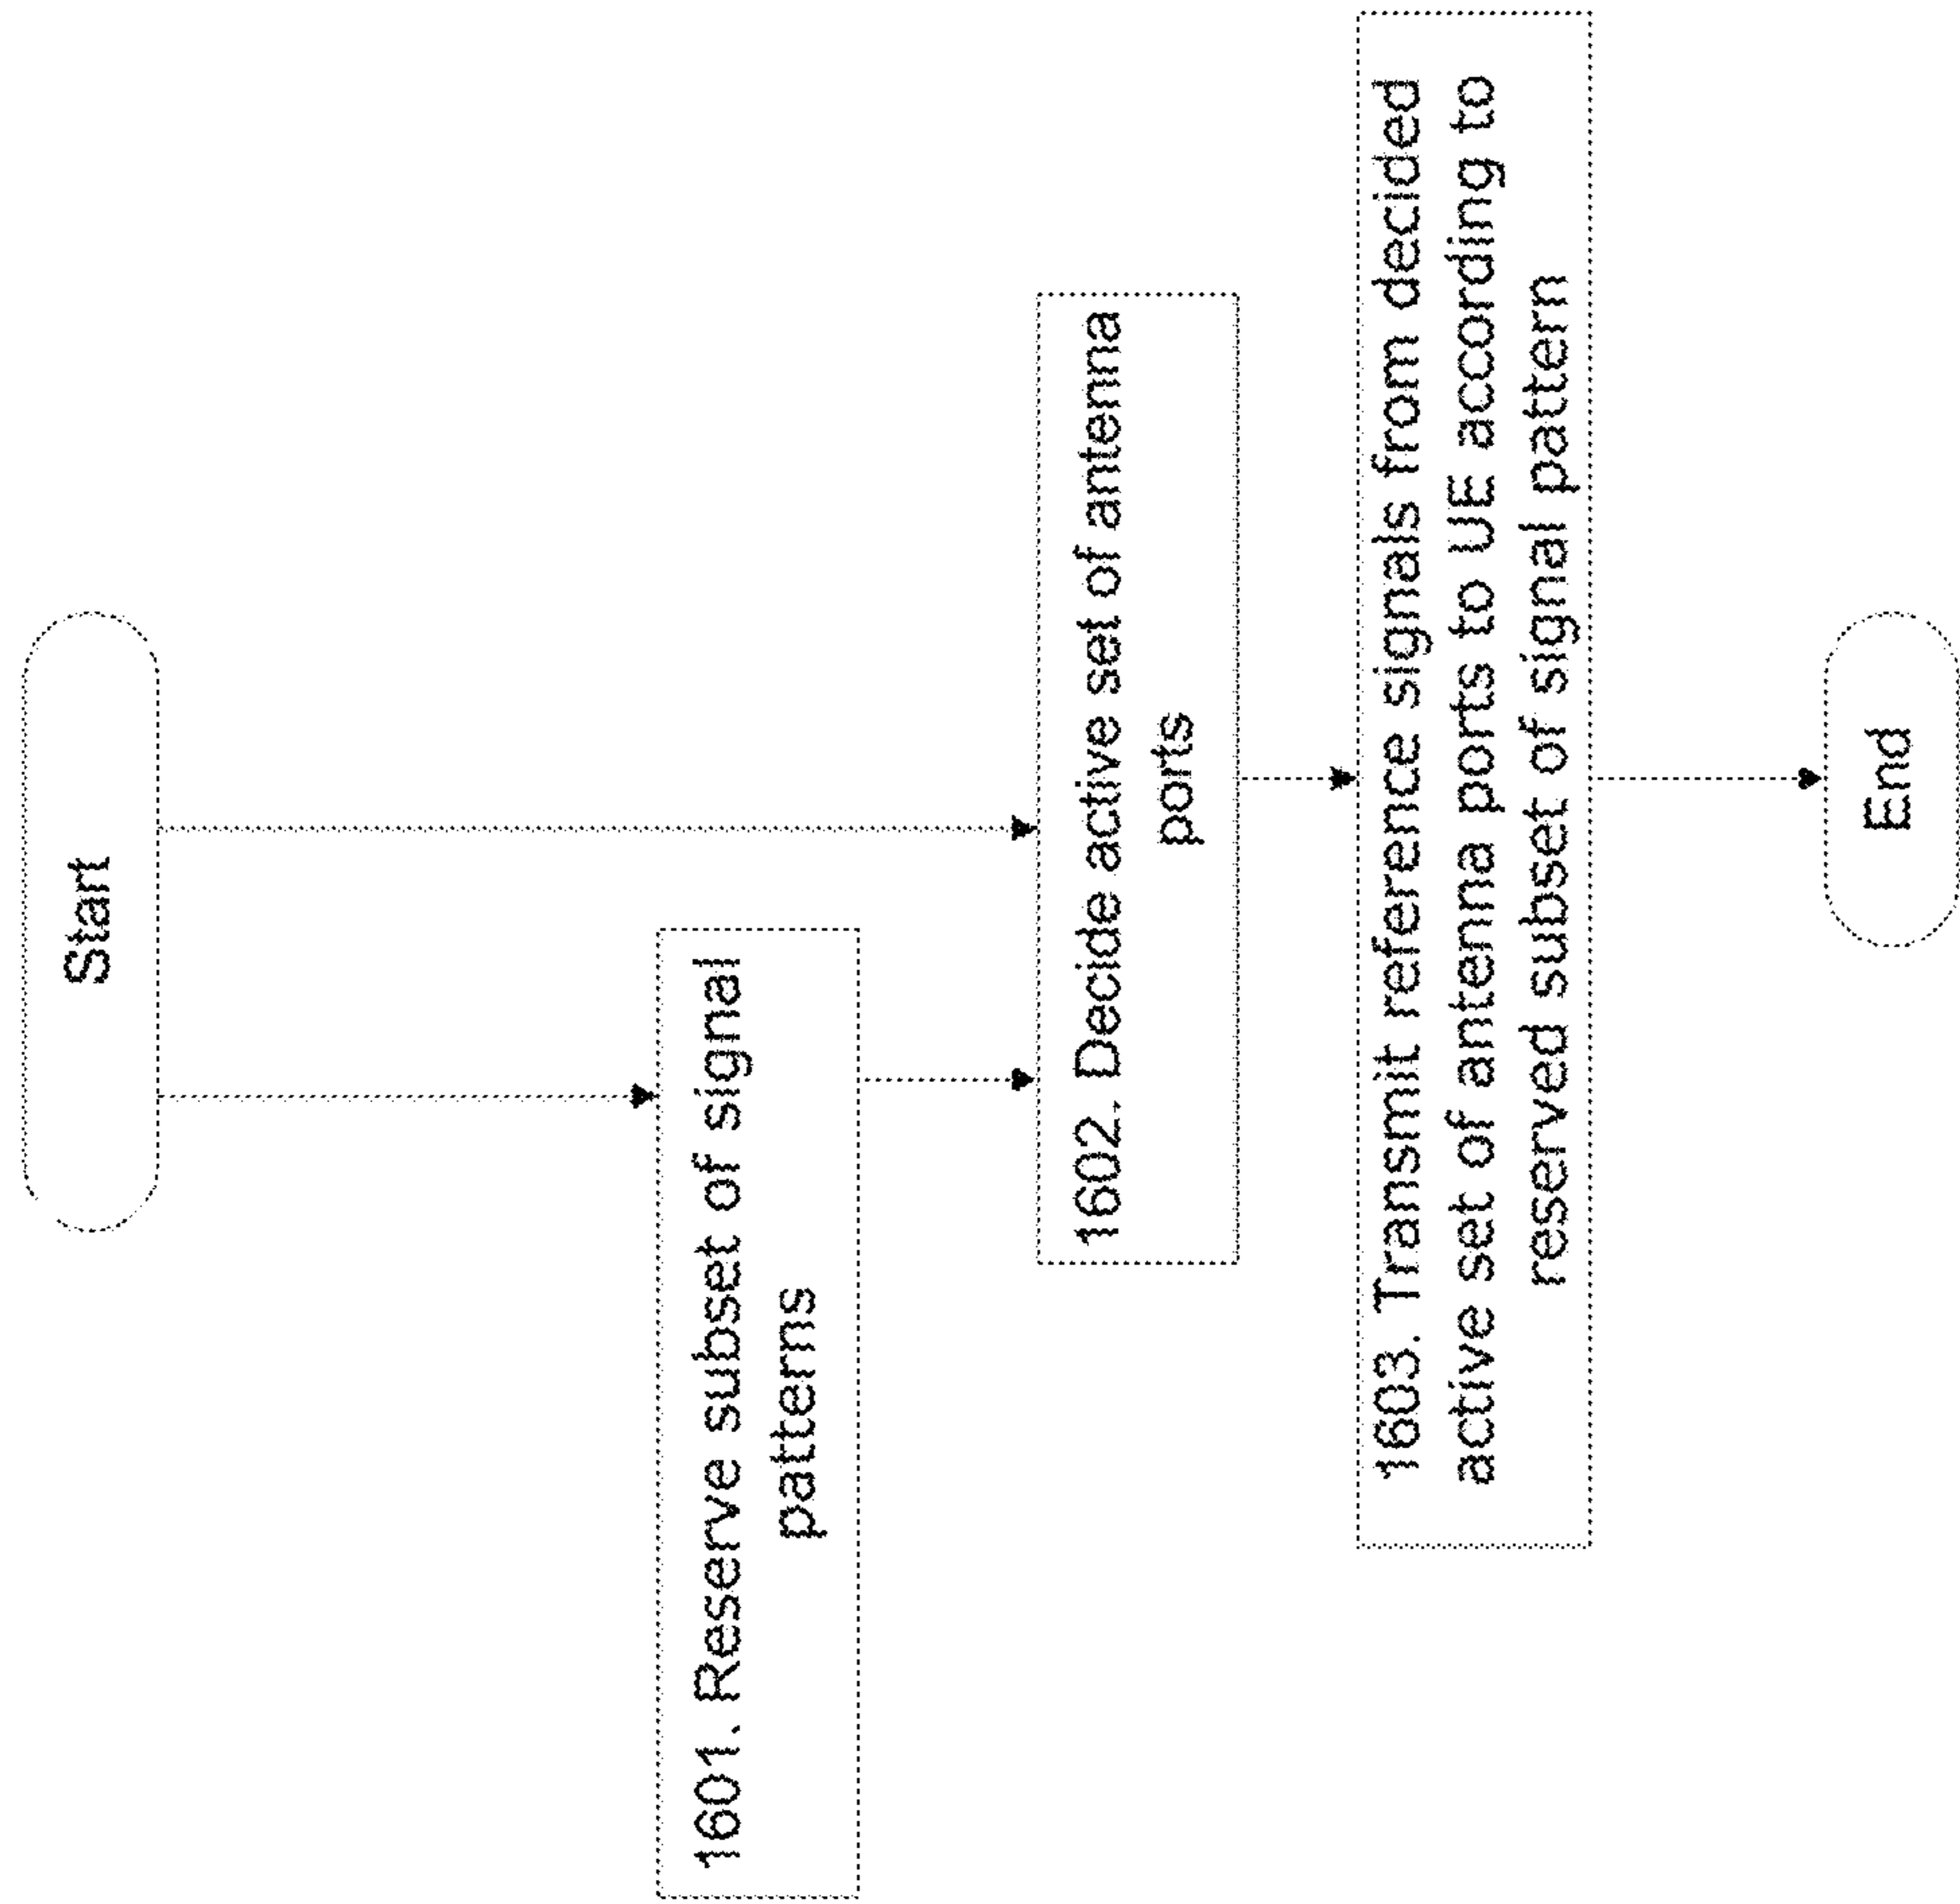 Start
1601. Reserve subset of signal
patterns
1602. Decide active set of antenna
ports
1603. Transmit reference signals from decided
active set of antenna ports to UE according to
reserved subset of signal pattern
End